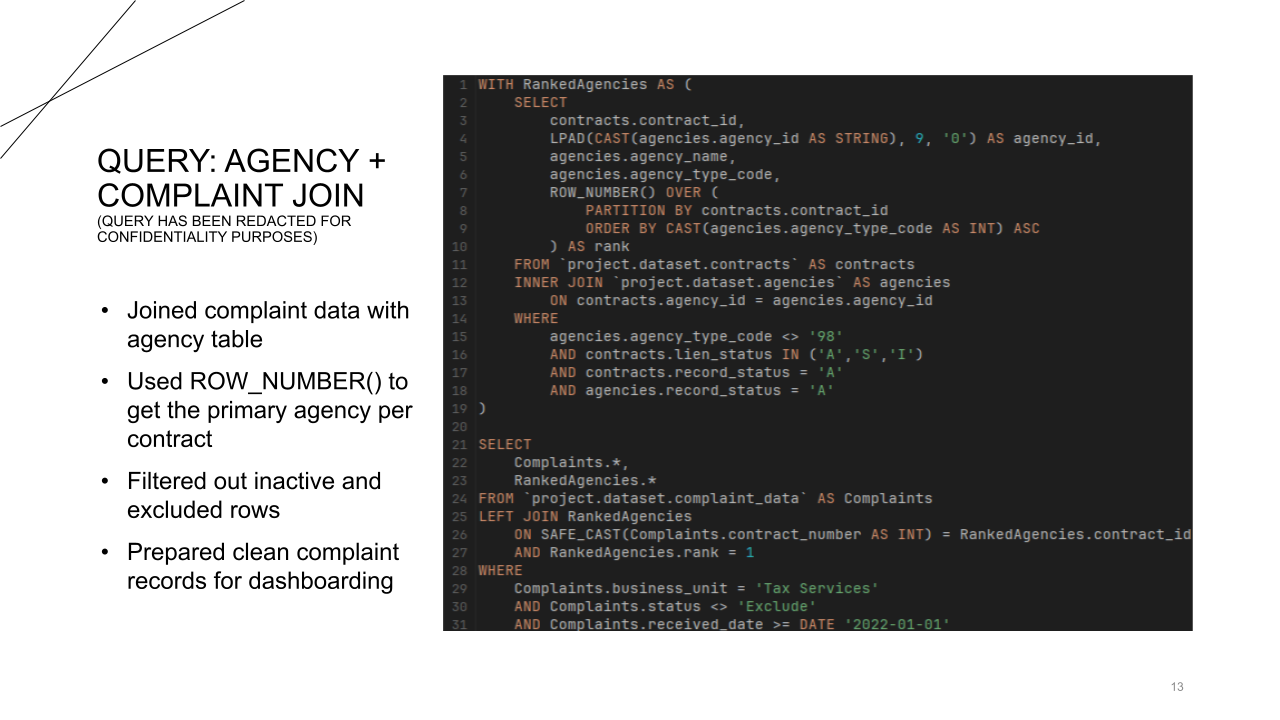 QUERY: AGENCY +
COMPLAINT JOIN
(QUERY HAS BEEN REDACTED FOR
CONFIDENTIALITY PURPOSES)
• Joined complaint data with
agency table
• Used ROW_NUMBER() to
get the primary agency per
contract
• Filtered out inactive and
excluded rows
• Prepared clean complaint
records for dashboarding
1 WITH RankedAgencies AS (
2     SELECT
3         contracts.contract_id,
4         LPAD(CAST(agencies.agency_id AS STRING), 9, '0') AS agency_id,
5         agencies.agency_name,
6         agencies.agency_type_code,
7         ROW_NUMBER() OVER (
8             PARTITION BY contracts.contract_id
9             ORDER BY CAST(agencies.agency_type_code AS INT) ASC
10         ) AS rank
11     FROM `project.dataset.contracts` AS contracts
12     INNER JOIN `project.dataset.agencies` AS agencies
13         ON contracts.agency_id = agencies.agency_id
14     WHERE
15         agencies.agency_type_code <> '98'
16         AND contracts.lien_status IN ('A','S','I')
17         AND contracts.record_status = 'A'
18         AND agencies.record_status = 'A'
19 )
20
21 SELECT
22     Complaints.*,
23     RankedAgencies.*
24 FROM `project.dataset.complaint_data` AS Complaints
25 LEFT JOIN RankedAgencies
26     ON SAFE_CAST(Complaints.contract_number AS INT) = RankedAgencies.contract_id
27     AND RankedAgencies.rank = 1
28 WHERE
29     Complaints.business_unit = 'Tax Services'
30     AND Complaints.status <> 'Exclude'
31     AND Complaints.received_date >= DATE '2022-01-01'
13